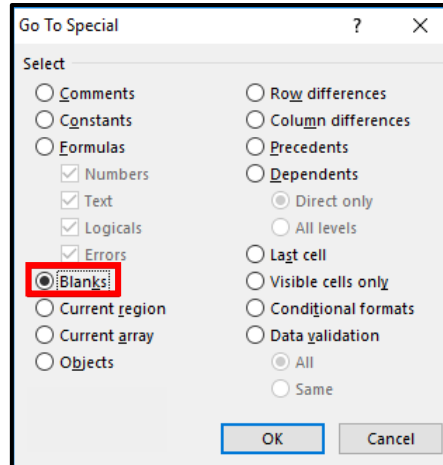 Go To Special ?
Select
Comments
Constants
Formulas
Numbers
Text
Logicals
Errors
Blanks
Current region
Current array
Objects
Row differences
Column differences
Precedents
Dependents
Direct only
All levels
Last cell
Visible cells only
Conditional formats
Data validation
All
Same
OK
Cancel